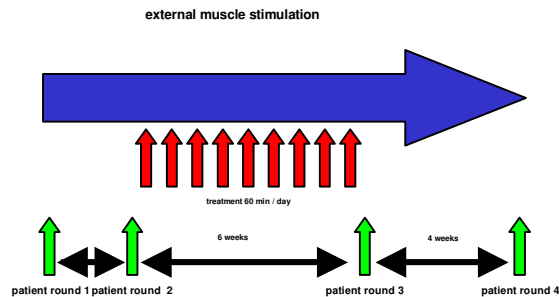 external muscle stimulation
treatment 60 min / day
6 weeks
4 weeks
patient round 1 patient round 2 patient round 3 patient round 4